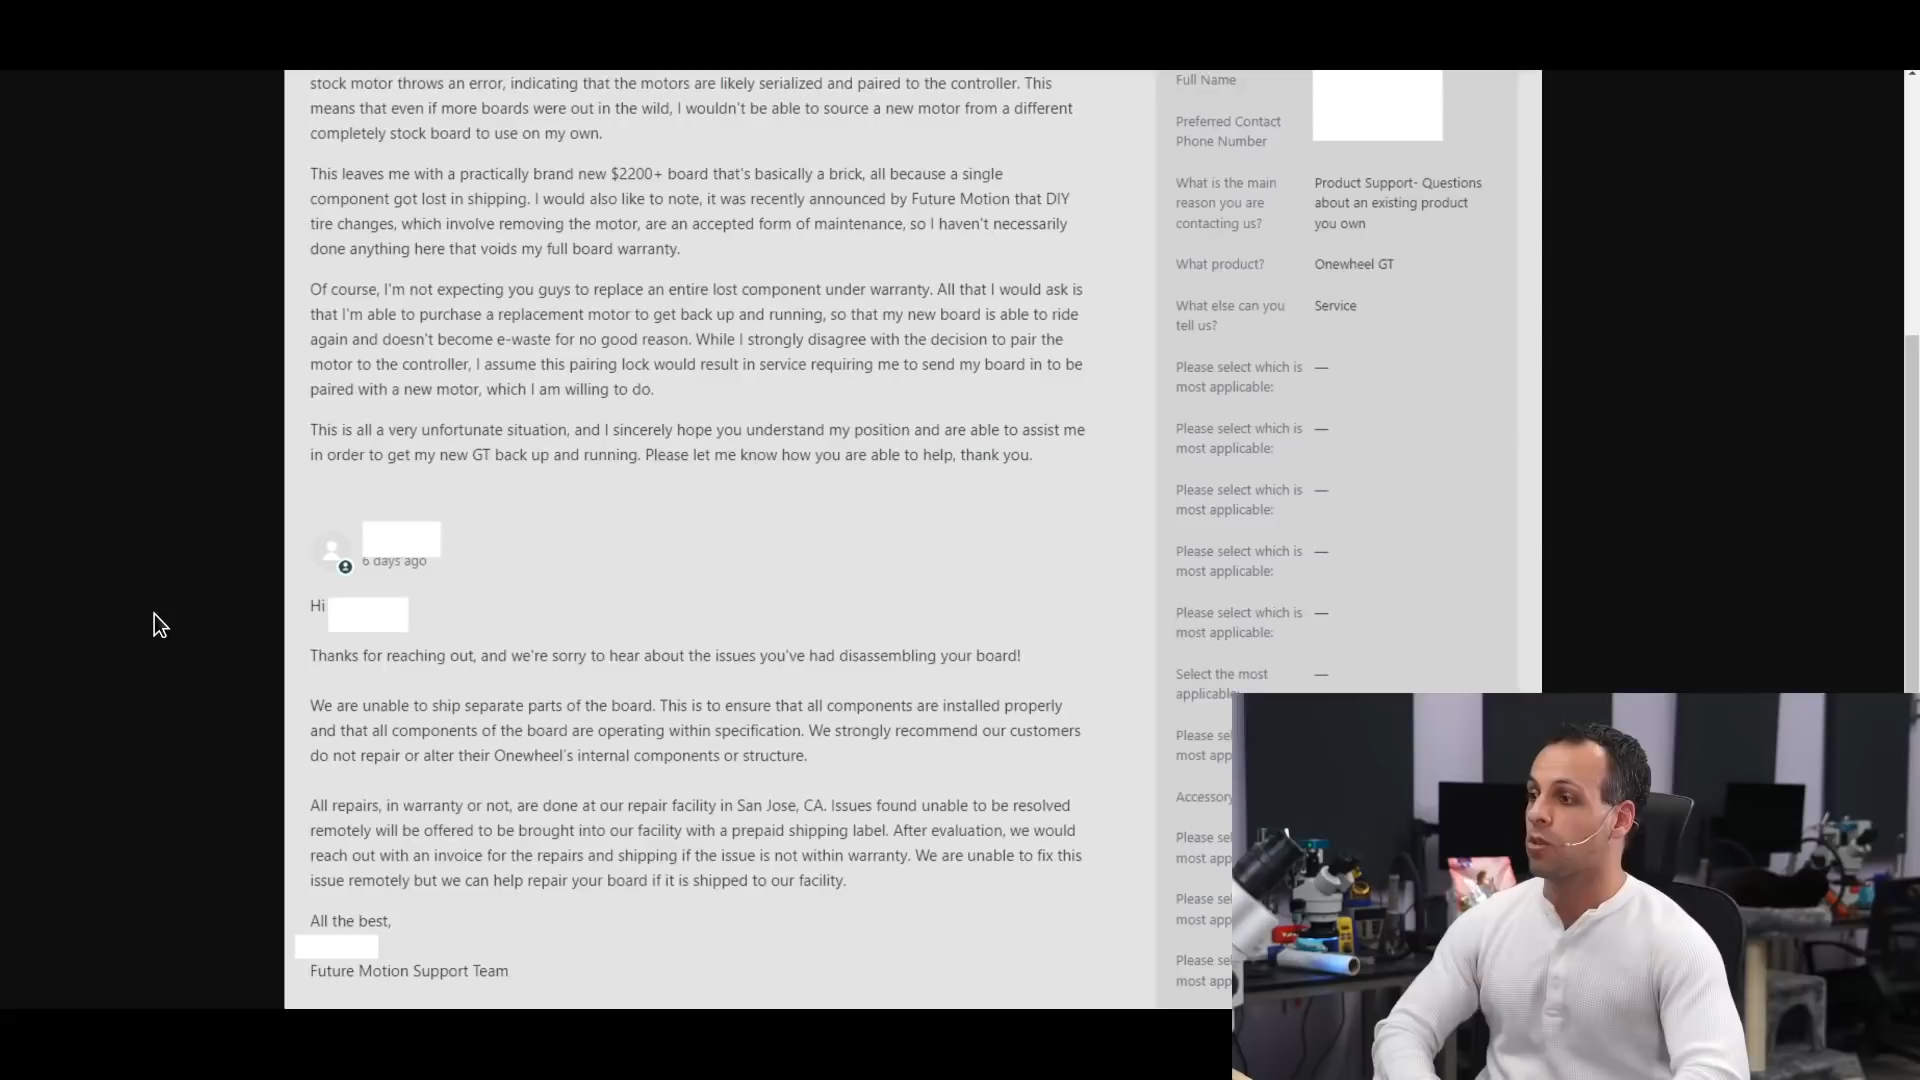 stock motor throws an error, indicating that the motors are likely serialized and paired to the controller. This
means that even if more boards were out in the wild, I wouldn't be able to source a new motor from a different
completely stock board to use on my own.
This leaves me with a practically brand new $2200+ board that's basically a brick, all because a single
component got lost in shipping. I would also like to note, it was recently announced by Future Motion that DIY
tire changes, which involve removing the motor, are an accepted form of maintenance, so I haven't necessarily
done anything here that voids my full board warranty.
Of course, I'm not expecting you guys to replace an entire lost component under warranty. All that I would ask is
that I'm able to purchase a replacement motor to get back up and running, so that my new board is able to ride
again and doesn't become e-waste for no good reason. While I strongly disagree with the decision to pair the
motor to the controller, I assume this pairing lock would result in service requiring me to send my board in to be
paired with a new motor, which I am willing to do.
This is all a very unfortunate situation, and I sincerely hope you understand my position and are able to assist me
in order to get my new GT back up and running. Please let me know how you are able to help, thank you.
6 days ago
Hi
Thanks for reaching out, and we're sorry to hear about the issues you've had disassembling your board!
We are unable to ship separate parts of the board. This is to ensure that all components are installed properly
and that all components of the board are operating within specification. We strongly recommend our customers
do not repair or alter their Onewheel's internal components or structure.
All repairs, in warranty or not, are done at our repair facility in San Jose, CA. Issues found unable to be resolved
remotely will be offered to be brought into our facility with a prepaid shipping label. After evaluation, we would
reach out with an invoice for the repairs and shipping if the issue is not within warranty. We are unable to fix this
issue remotely but we can help repair your board if it is shipped to our facility.
All the best,
Future Motion Support Team
Full Name
Preferred Contact
Phone Number
What is the main
reason you are
contacting us?
Product Support- Questions
about an existing product
you own
What product?
Onewheel GT
What else can you
tell us?
Service
Please select which is —
most applicable:
Please select which is —
most applicable:
Please select which is —
most applicable:
Please select which is —
most applicable:
Please select which is —
most applicable:
Select the most —
applicable
Please sel
most app
Accessory
Please sel
most app
Please sel
most app
Please sel
most app